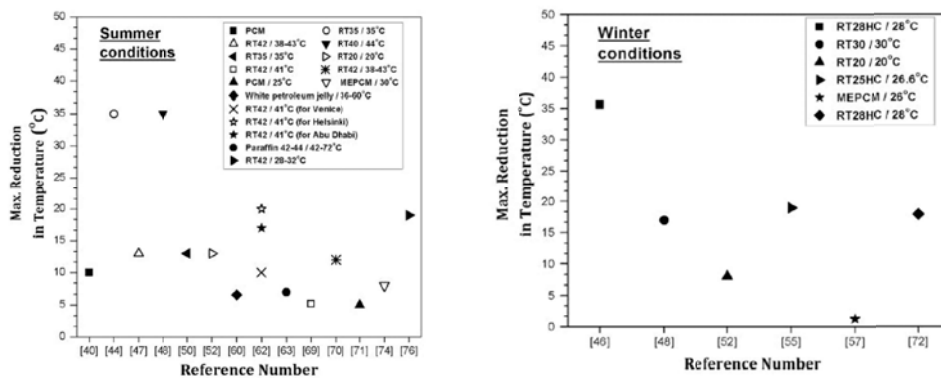 Summer
conditions
PCM
RT35 / 35°C
RT42 / 38-43°C
RT40 / 44°C
RT35 / 35°C
RT20 / 20°C
RT42 / 41°C
RT42 / 38-43°C
PCM / 25°C
MEPCM / 30°C
White petroleum jelly / 36-60°C
RT42 / 41°C (for Venice)
RT42 / 41°C (for Helsinki)
RT42 / 41°C (for Abu Dhabi)
Paraffin 42-44 / 42-72°C
RT42 / 28-32°C
Max. Reduction
in Temperature (°C)
50
45
40
35
30
25
20
15
10
5
0
[40] [44] [47] [46] [50] [52] [60] [62] [63] [69] [70] [71] [74] [76]
Reference Number
Winter
conditions
RT28HC / 28°C
RT30 / 30°C
RT20 / 20°C
RT25HC / 26.6°C
MEPCM / 26°C
RT28HC / 28°C
Max. Reduction
in Temperature (°C)
50
45
40
35
30
25
20
15
10
5
0
[46] [48] [52] [55] [57] [72]
Reference Number